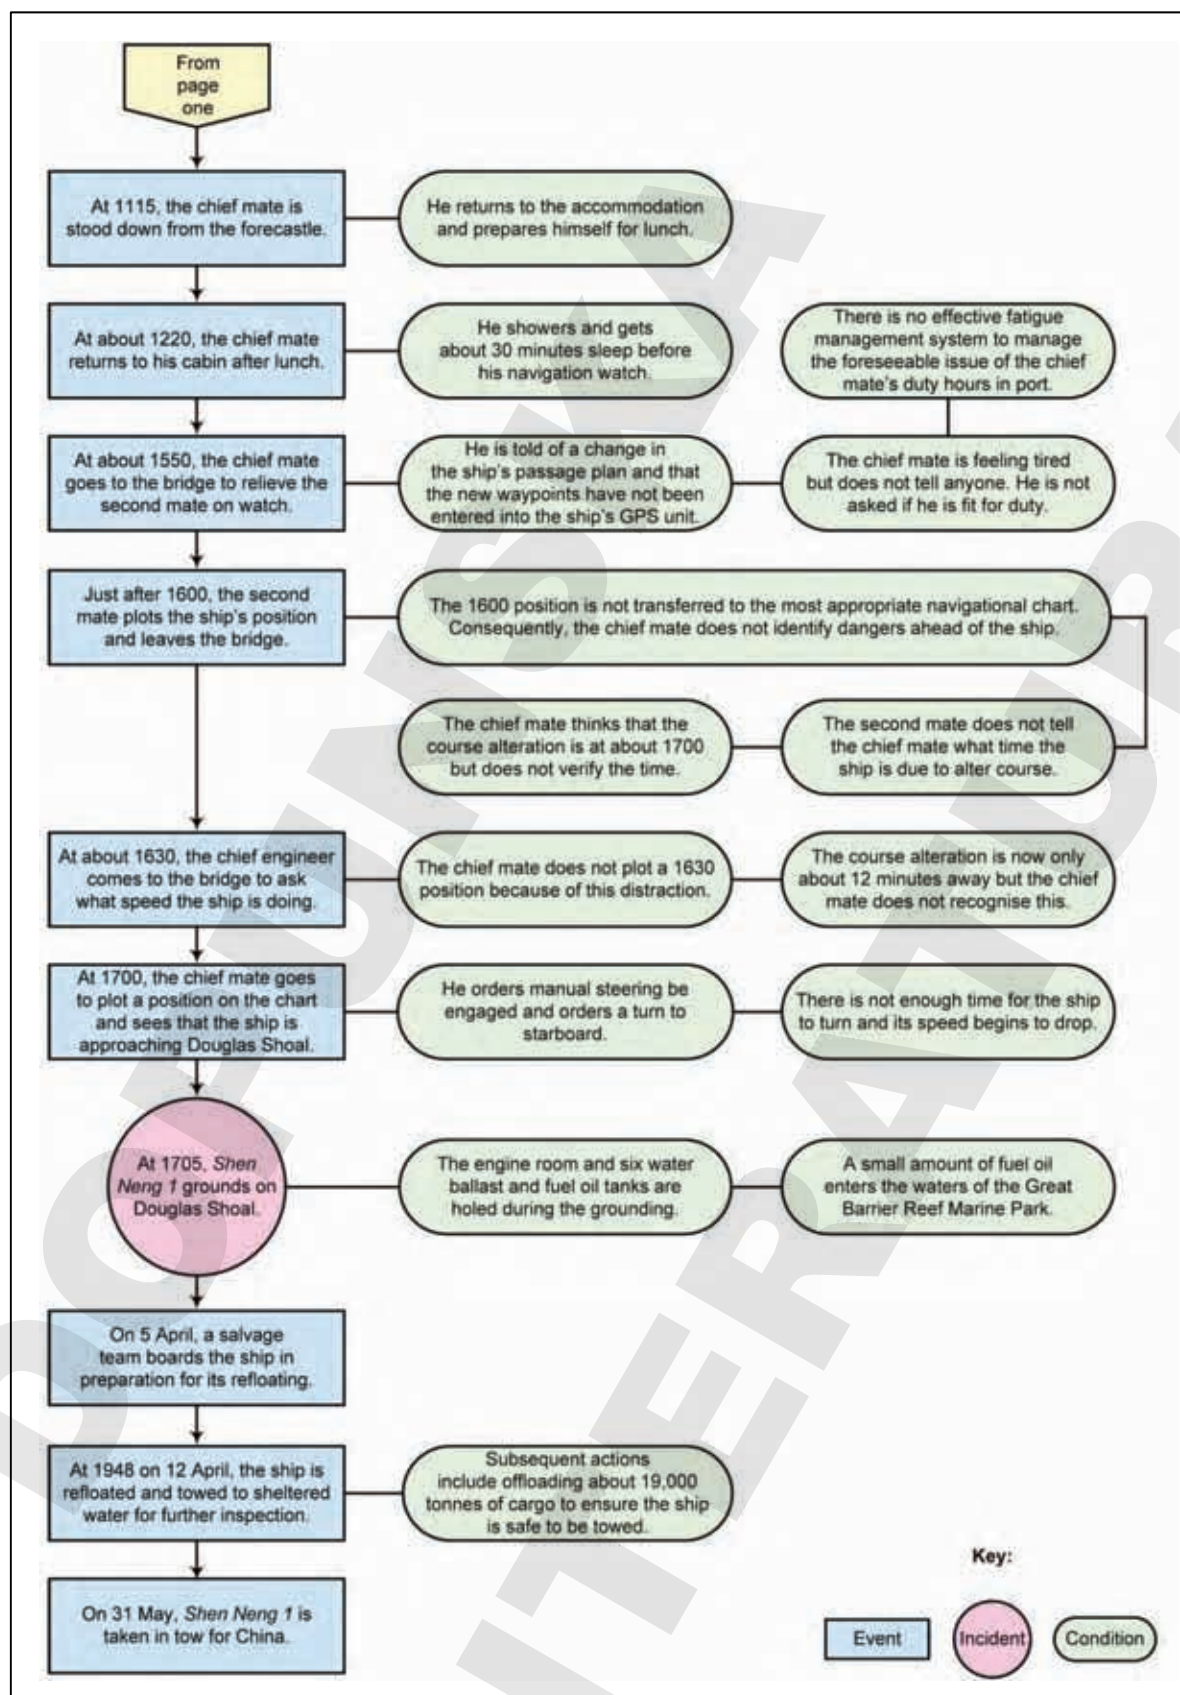 From
page
one
At 1115, the chief mate is
stood down from the forecastle.
He returns to the accommodation
and prepares himself for lunch.
At about 1220, the chief mate
returns to his cabin after lunch.
He showers and gets
about 30 minutes sleep before
his navigation watch.
There is no effective fatigue
management system to manage
the foreseeable issue of the chief
mate's duty hours in port.
At about 1550, the chief mate
goes to the bridge to relieve the
second mate on watch.
He is told of a change in
the ship's passage plan and that
the new waypoints have not been
entered into the ship's GPS unit.
The chief mate is feeling tired
but does not tell anyone. He is not
asked if he is fit for duty.
Just after 1600, the second
mate plots the ship's position
and leaves the bridge.
The 1600 position is not transferred to the most appropriate navigational chart.
Consequently, the chief mate does not identify dangers ahead of the ship.
The chief mate thinks that the
course alteration is at about 1700
but does not verify the time.
The second mate does not tell
the chief mate what time the
ship is due to alter course.
At about 1630, the chief engineer
comes to the bridge to ask
what speed the ship is doing.
The chief mate does not plot a 1630
position because of this distraction.
The course alteration is now only
about 12 minutes away but the chief
mate does not recognise this.
At 1700, the chief mate goes
to plot a position on the chart
and sees that the ship is
approaching Douglas Shoal.
He orders manual steering be
engaged and orders a turn to
starboard.
There is not enough time for the ship
to turn and its speed begins to drop.
At 1705, Shen
Neng 1 grounds on
Douglas Shoal.
The engine room and six water
ballast and fuel oil tanks are
holed during the grounding.
A small amount of fuel oil
enters the waters of the Great
Barrier Reef Marine Park.
On 5 April, a salvage
team boards the ship in
preparation for its refloating.
At 1948 on 12 April, the ship is
refloated and towed to sheltered
water for further inspection.
Subsequent actions
include offloading about 19,000
tonnes of cargo to ensure the ship
is safe to be towed.
On 31 May, Shen Neng 1 is
taken in tow for China.
Key:
Event
Incident
Condition
DOPUNSKA